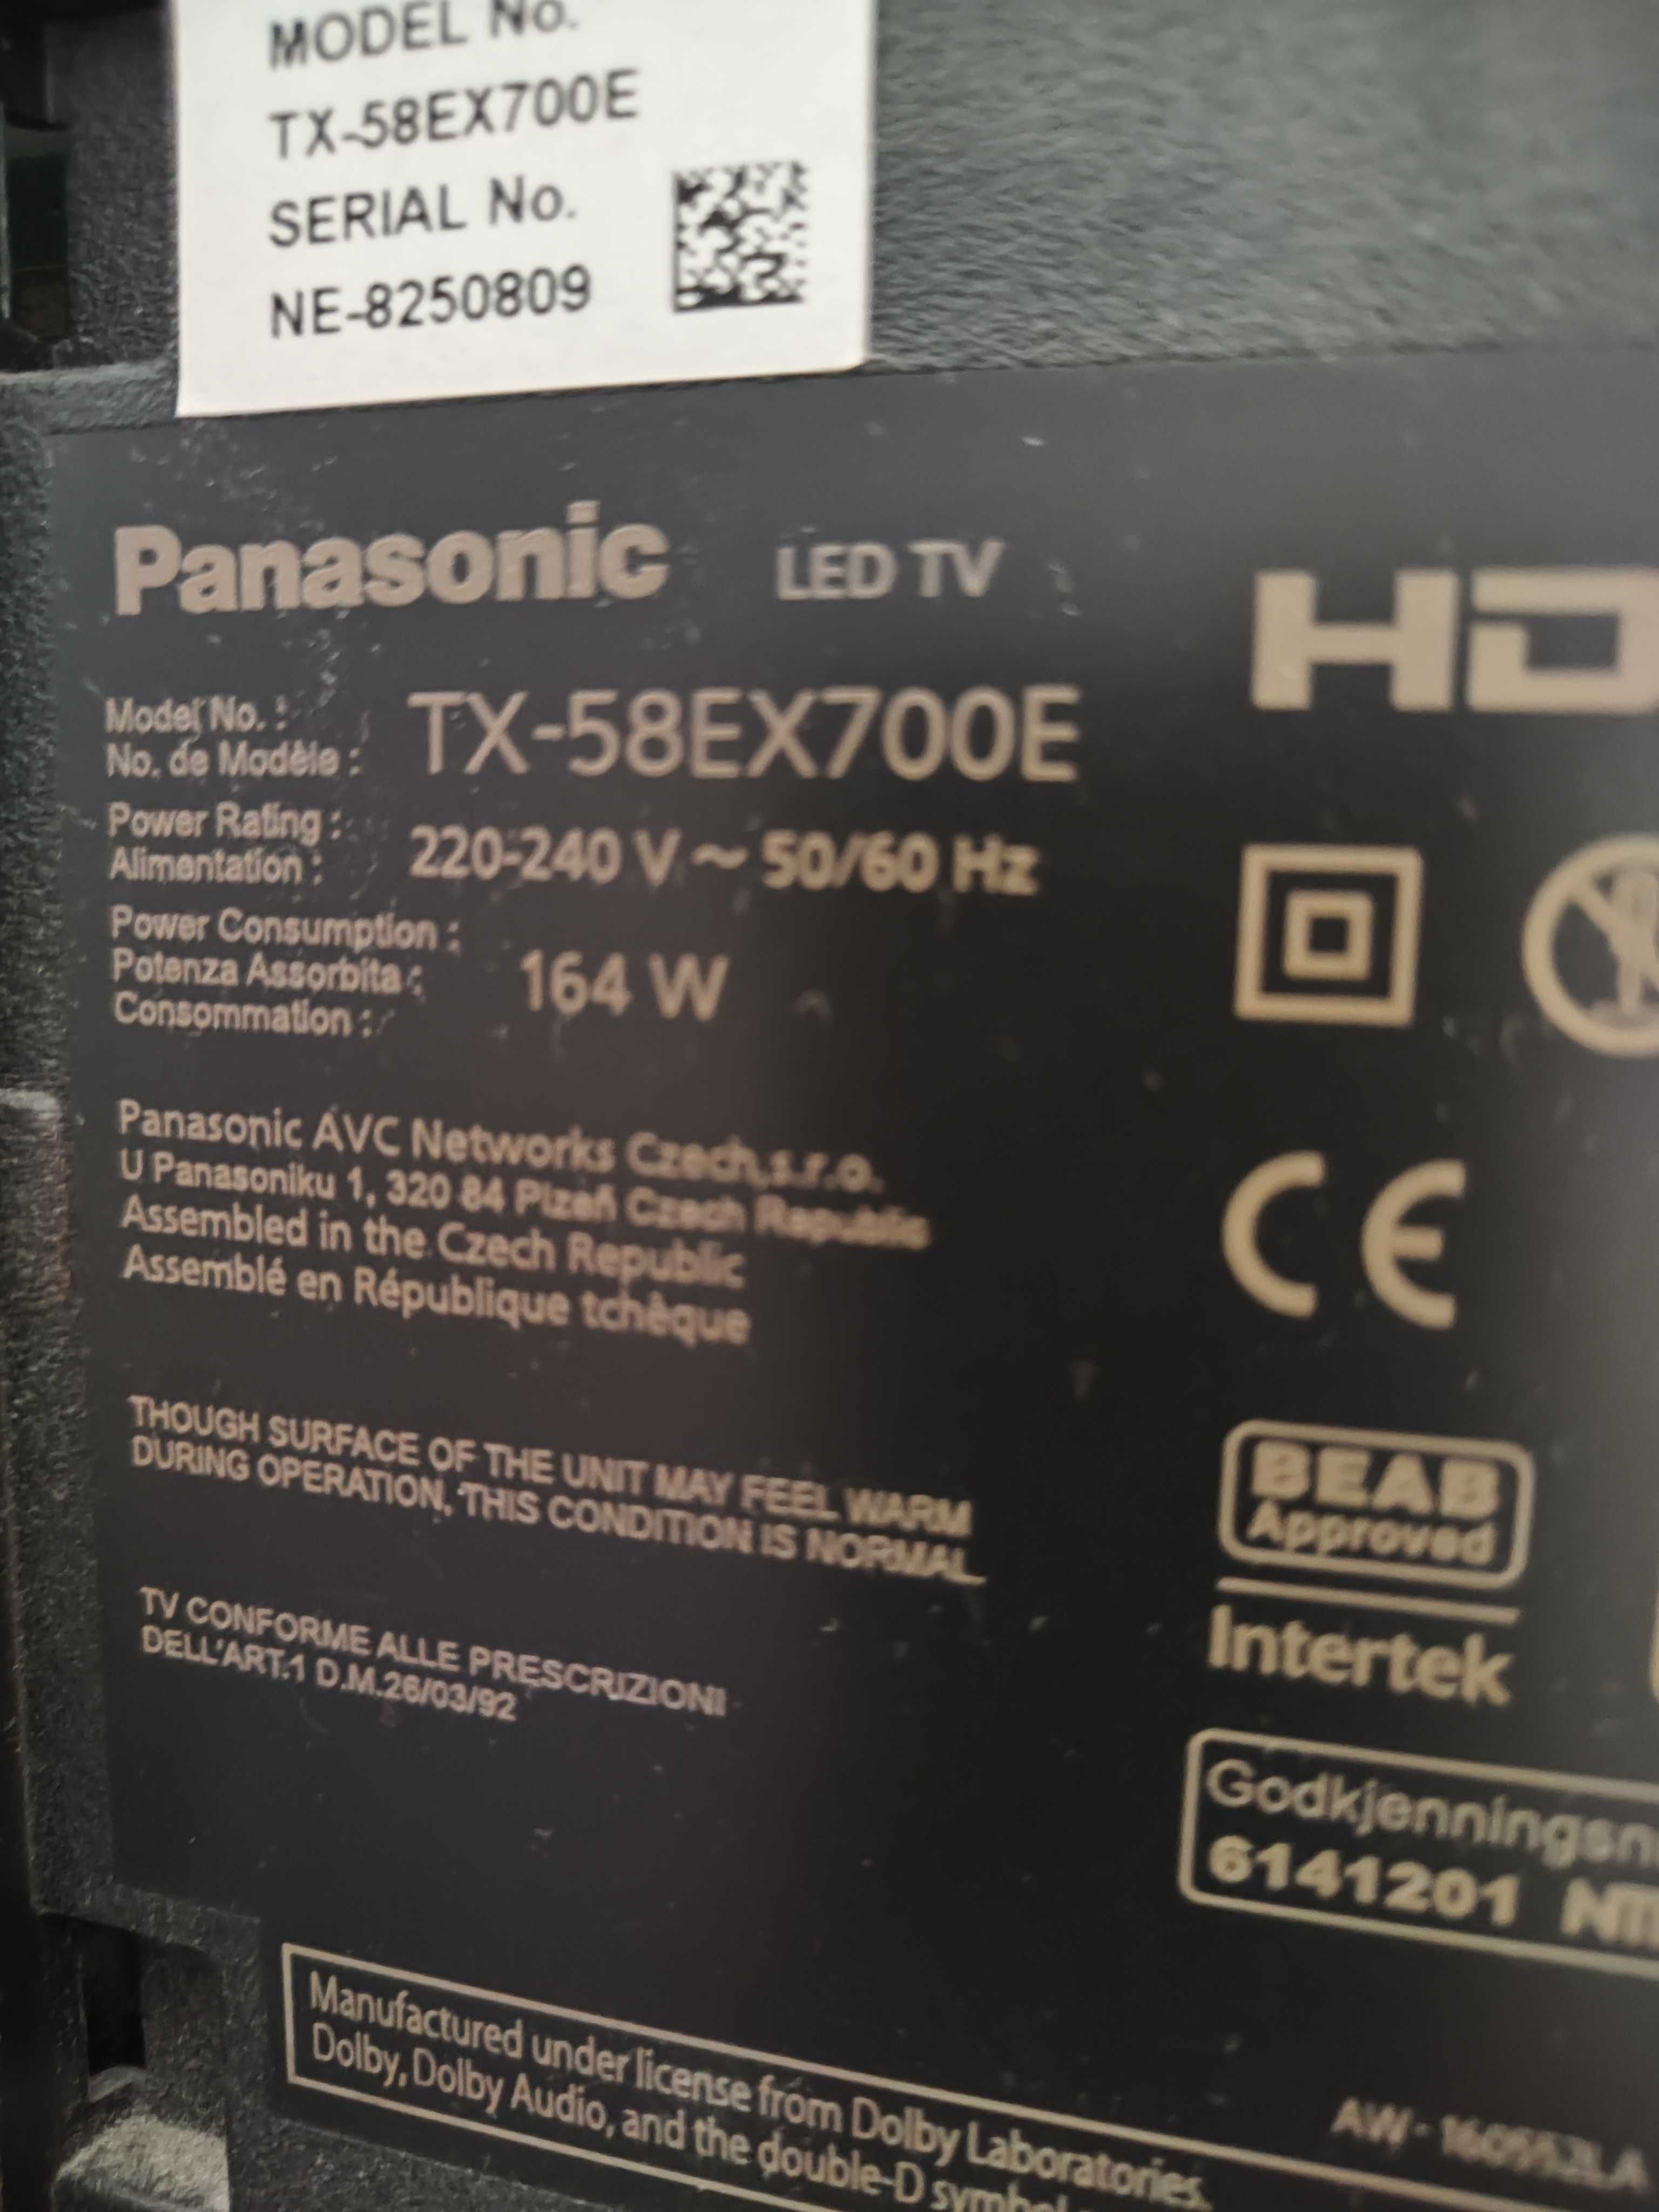 MODEL No.
TX-58EX700E
SERIAL No.
NE-8250809
Panasonic LED TV
HD
Model No. :
No. de Modèle :
TX-58EX700E
Power Rating :
Alimentation :
220-240 V ~ 50/60 Hz
Power Consumption :
Potenza Assorbita :
Consommation :
164 W
Panasonic AVC Networks Czech,s.r.o.
U Panasoniku 1, 320 84 Plzeň Czech Republic
Assembled in the Czech Republic
Assemblé en République tchèque
CE
THOUGH SURFACE OF THE UNIT MAY FEEL WARM
DURING OPERATION, THIS CONDITION IS NORMAL
BEAB
Approved
Intertek
TV CONFORME ALLE PRESCRIZIONI
DELL'ART.1 D.M.26/03/92
Godkjenningsn
6141201
Manufactured under license from Dolby Laboratories.
Dolby, Dolby Audio, and the double-D symbol